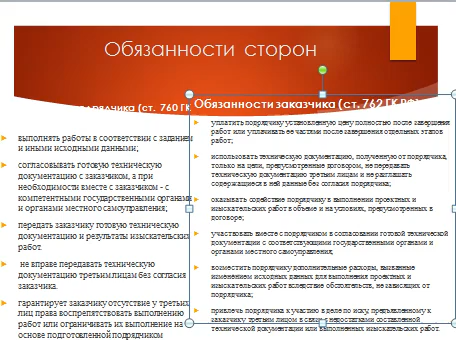 Обязанности сторон
подрядчика (ст. 760 ГК
выполнять работы в соответствии с заданием
и иными исходными данными;
согласовывать готовую техническую
документацию с заказчиком, а при
необходимости вместе с заказчиком - с
компетентными государственными органами
и органами местного самоуправления;
передать заказчику готовую техническую
документацию и результаты изыскательских
работ.
не вправе передавать техническую
документацию третьим лицам без согласия
заказчика.
гарантирует заказчику отсутствие у третьих
лиц права воспрепятствовать выполнению
работ или ограничивать их выполнение на
основе подготовленной подрядчиком
Обязанности заказчика (ст. 762 ГК РФ)
уплатить подрядчику установленную цену полностью после завершения
работ или уплачивать ее частями после завершения отдельных этапов
работ;
использовать техническую документацию, полученную от подрядчика,
только на цели, предусмотренные договором, не передавать
техническую документацию третьим лицам и не разглашать
содержащиеся в ней данные без согласия подрядчика;
оказывать содействие подрядчику в выполнении проектных и
изыскательских работ в объеме и на условиях, предусмотренных в
договоре;
участвовать вместе с подрядчиком в согласовании готовой технической
документации с соответствующими государственными органами и
органами местного самоуправления;
возместить подрядчику дополнительные расходы, вызванные
изменением исходных данных для выполнения проектных и
изыскательских работ вследствие обстоятельств, не зависящих от
подрядчика;
привлечь подрядчика к участию в деле по иску, предъявленному к
заказчику третьим лицом в связи с недостатками составленной
технической документации или выполненных изыскательских работ.